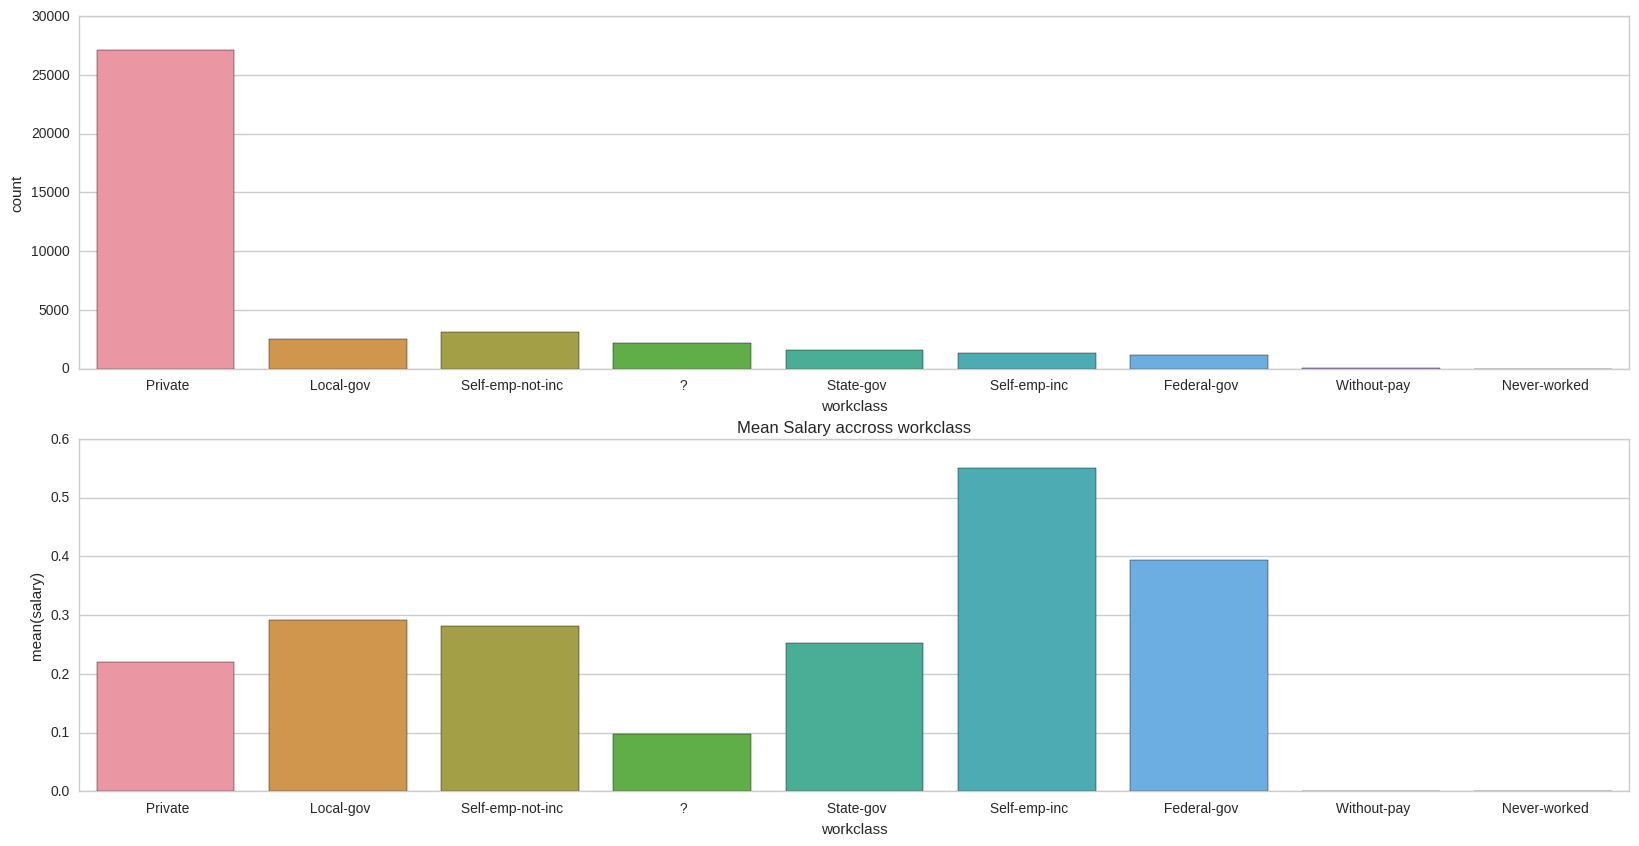 30000
25000
20000
15000
10000
5000
0
count
Private Local-gov Self-emp-not-inc ? State-gov Self-emp-inc Federal-gov Without-pay Never-worked
workclass
Mean Salary accross workclass
0.6
0.5
0.4
0.3
0.2
0.1
0.0
mean(salary)
Private Local-gov Self-emp-not-inc ? State-gov Self-emp-inc Federal-gov Without-pay Never-worked
workclass